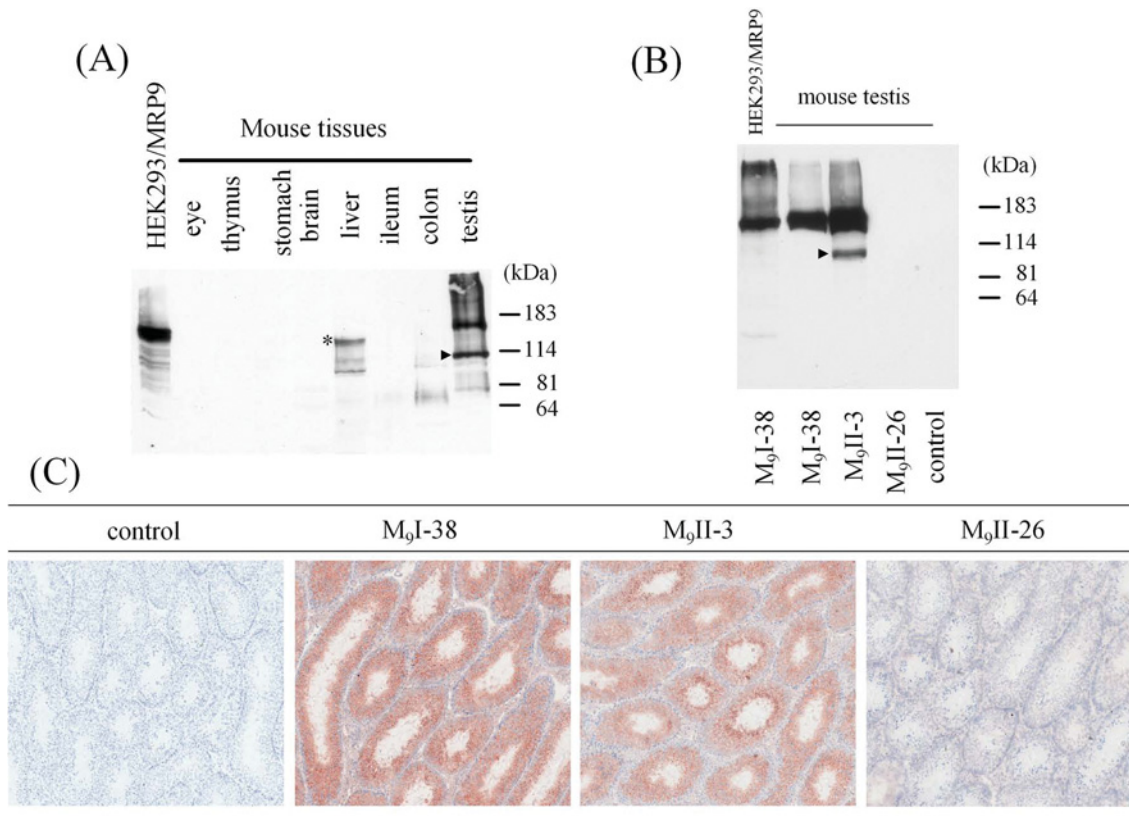 (A)
HEK293/MRP9
Mouse tissues
eye
thymus
stomach
brain
liver
ileum
colon
testis
(kDa)
183
*
114
81
64
(B)
HEK293/MRP9
mouse testis
(kDa)
183
114
81
64
M₉I-38
M₉I-38
M₉II-3
M₉II-26
control
(C)
control M₉I-38 M₉II-3 M₉II-26